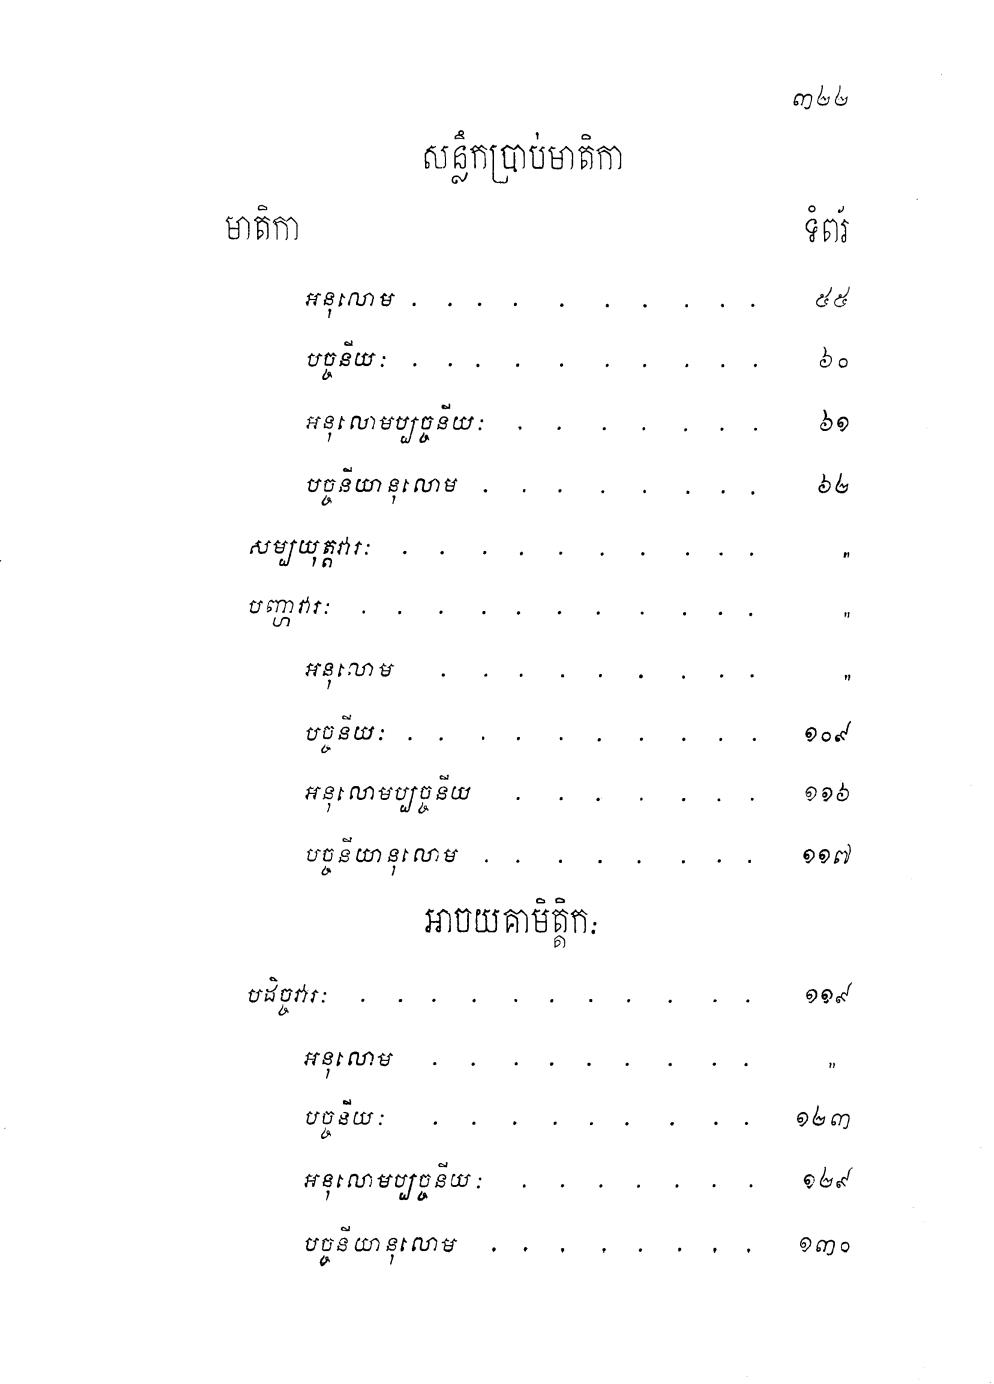 ៣២២
សន្លឹកប្រាប់មាតិកា
មាតិកា ទំព័រ
អនុលោម . . . . . . . . . . ៥៥
បច្ចនីយៈ . . . . . . . . . . . ៦០
អនុលោមប្បច្ចនីយៈ . . . . . . . ៦១
បច្ចនីយានុលោម . . . . . . . . ៦២
សម្បយុត្តវារៈ . . . . . . . . . . "
បញ្ហាវារៈ . . . . . . . . . . . "
អនុលោម . . . . . . . . . "
បច្ចនីយៈ . . . . . . . . . . ១០៩
អនុលោមប្បច្ចនីយ . . . . . . . ១១៦
បច្ចនីយានុលោម . . . . . . . . ១១៧
អាចយគាមិត្តិកៈ
បដិច្ចវារៈ . . . . . . . . . . . ១១៩
អនុលោម . . . . . . . . . "
បច្ចនីយៈ . . . . . . . . . ១២៣
អនុលោមប្បច្ចនីយៈ . . . . . . . ១២៩
បច្ចនីយានុលោម . . . . . . . . ១៣០